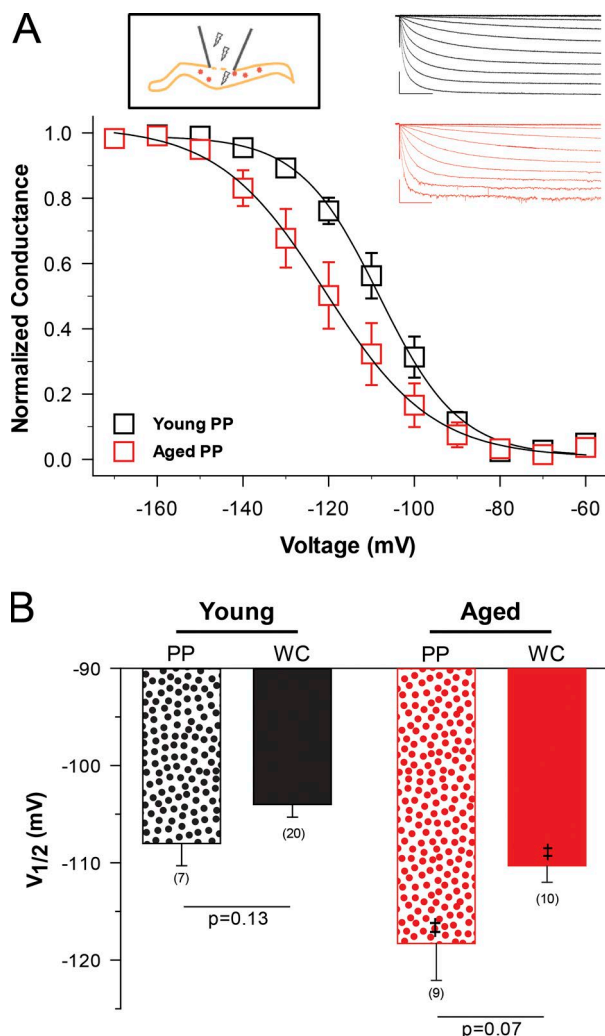 A
1.0
0.8
0.6
0.4
0.2
0.0
Normalized Conductance
Young PP
Aged PP
-160 -140 -120 -100 -80 -60
Voltage (mV)
B
Young Aged
PP WC PP WC
-90
-100
-110
-120
V1/2 (mV)
(7)
(20)
(9)
(10)
‡
‡
p=0.13
p=0.07